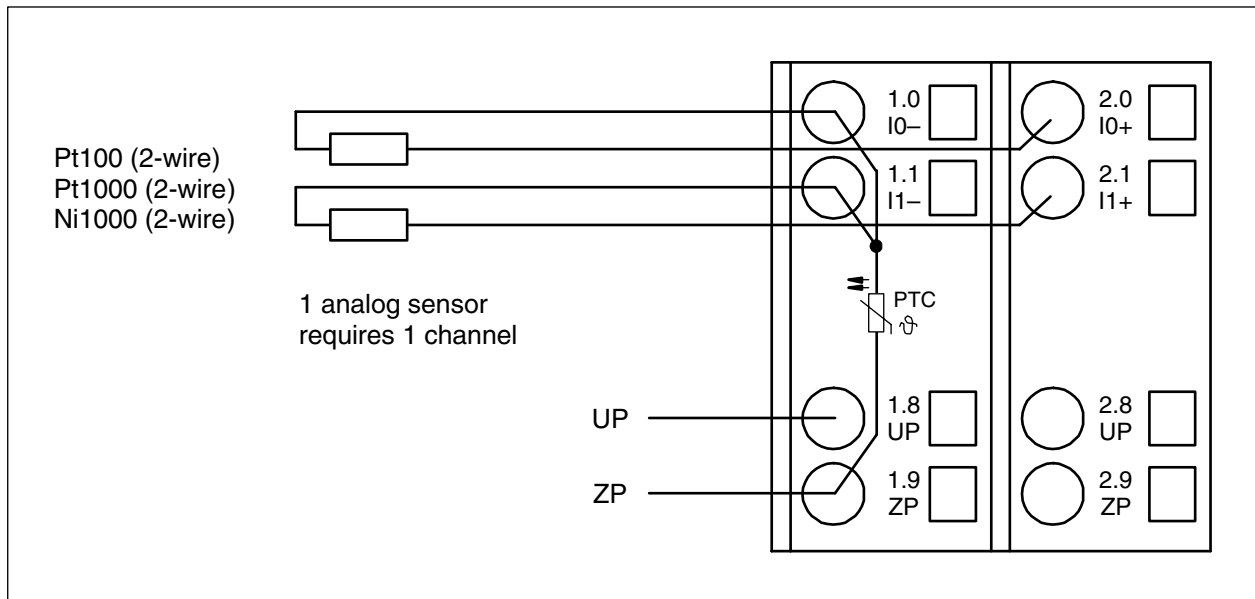 Pt100 (2-wire)
Pt1000 (2-wire)
Ni1000 (2-wire)
1 analog sensor
requires 1 channel
UP
ZP
1.0
I0–
1.1
I1–
PTC
ϑ
1.8
UP
1.9
ZP
2.0
I0+
2.1
I1+
2.8
UP
2.9
ZP